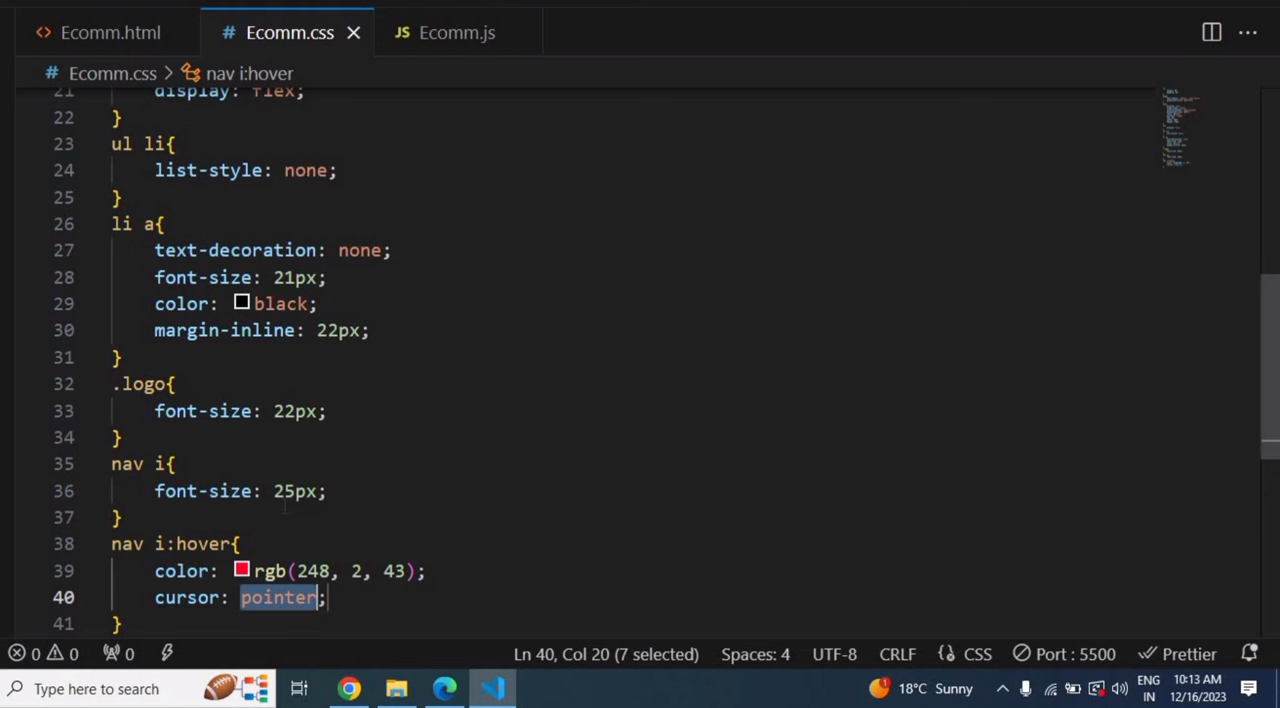 Ecomm.html
# Ecomm.css
JS Ecomm.js
# Ecomm.css nav i:hover
21 display: flex;
22 }
23 ul li{
24 list-style: none;
25 }
26 li a{
27 text-decoration: none;
28 font-size: 21px;
29 color: black;
30 margin-inline: 22px;
31 }
32 .logo{
33 font-size: 22px;
34 }
35 nav i{
36 font-size: 25px;
37 }
38 nav i:hover{
39 color: rgb(248, 2, 43);
40 cursor: pointer;
41 }
0 0 0 Ln 40, Col 20 (7 selected) Spaces: 4 UTF-8 CRLF CSS Port : 5500 Prettier
Type here to search 18°C Sunny ENG IN 10:13 AM 12/16/2023